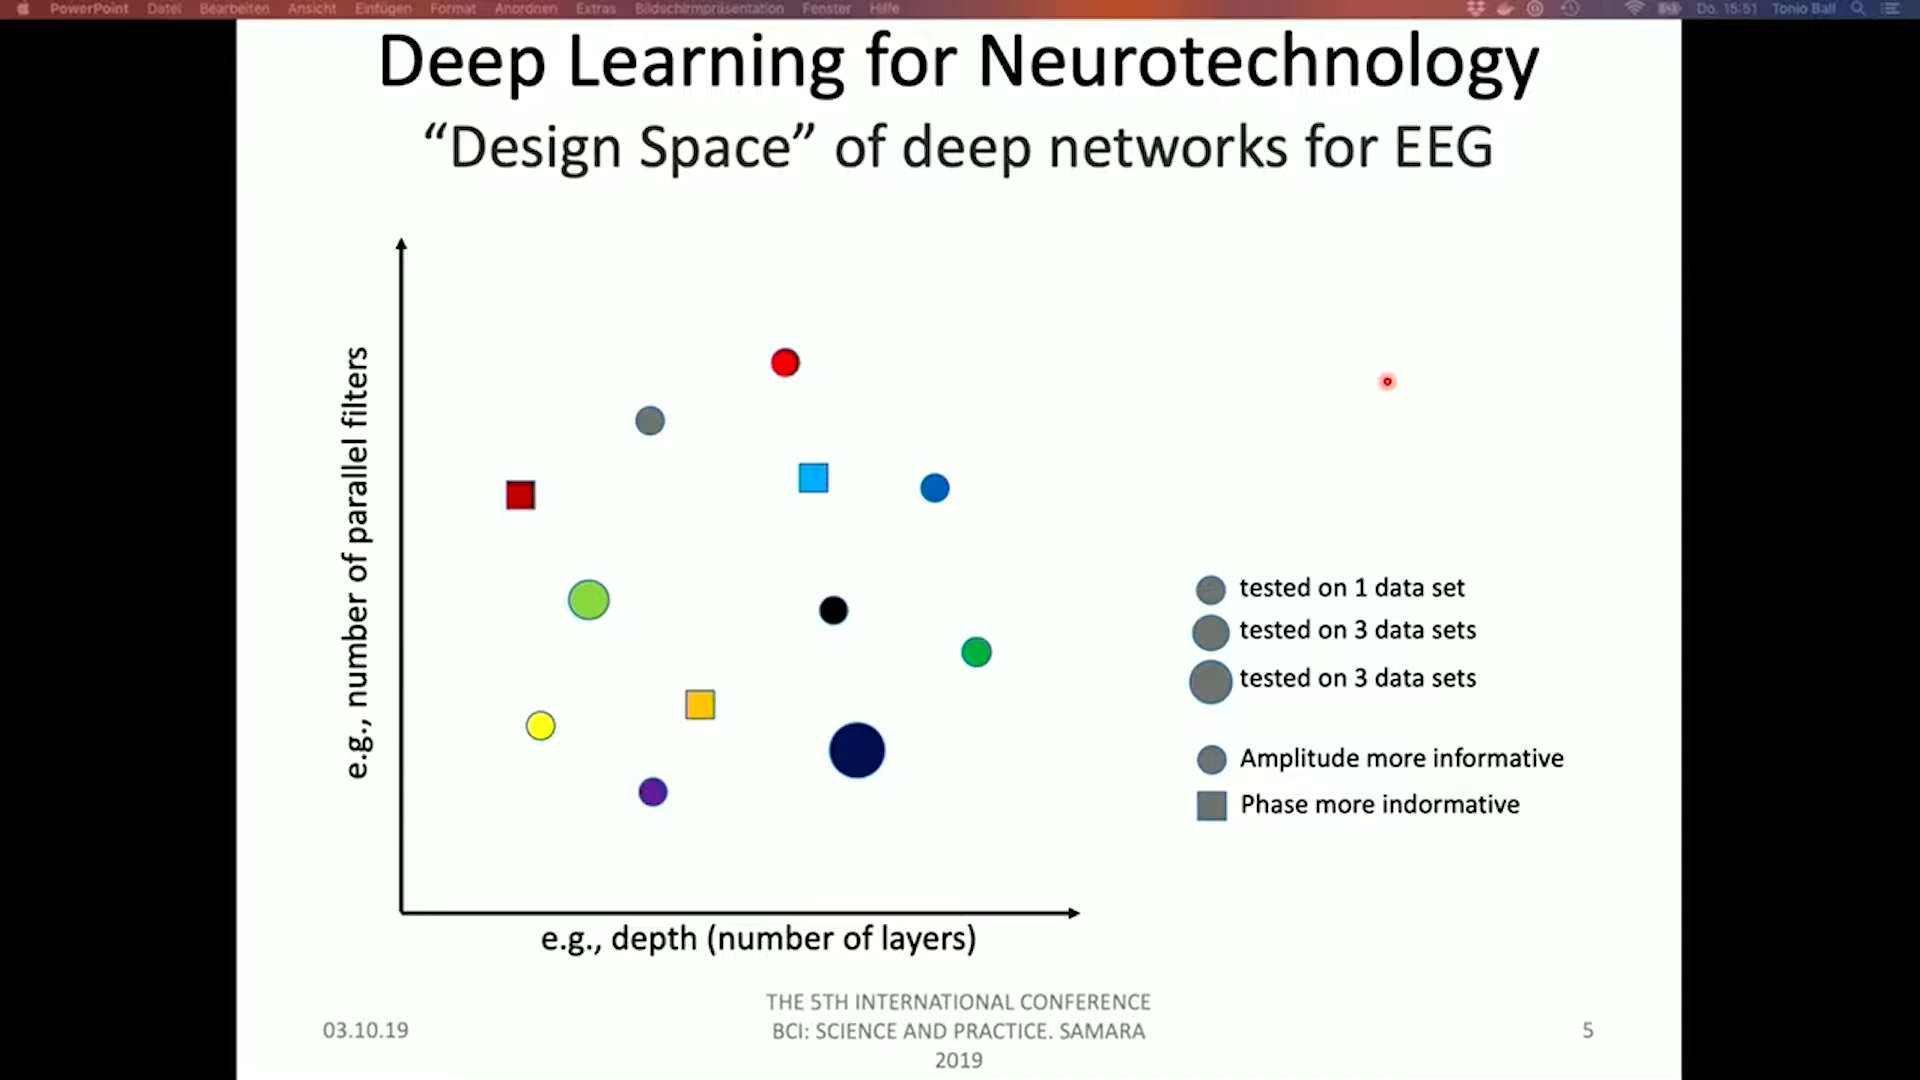 PowerPoint Datei Bearbeiten Ansicht Einfügen Format Anordnen Extras Bildschirmpräsentation Fenster Hilfe Do. 15:51 Tonio Ball
Deep Learning for Neurotechnology
“Design Space” of deep networks for EEG
e.g., number of parallel filters
tested on 1 data set
tested on 3 data sets
tested on 3 data sets
Amplitude more informative
Phase more indormative
e.g., depth (number of layers)
03.10.19
THE 5TH INTERNATIONAL CONFERENCE
BCI: SCIENCE AND PRACTICE. SAMARA
2019
5